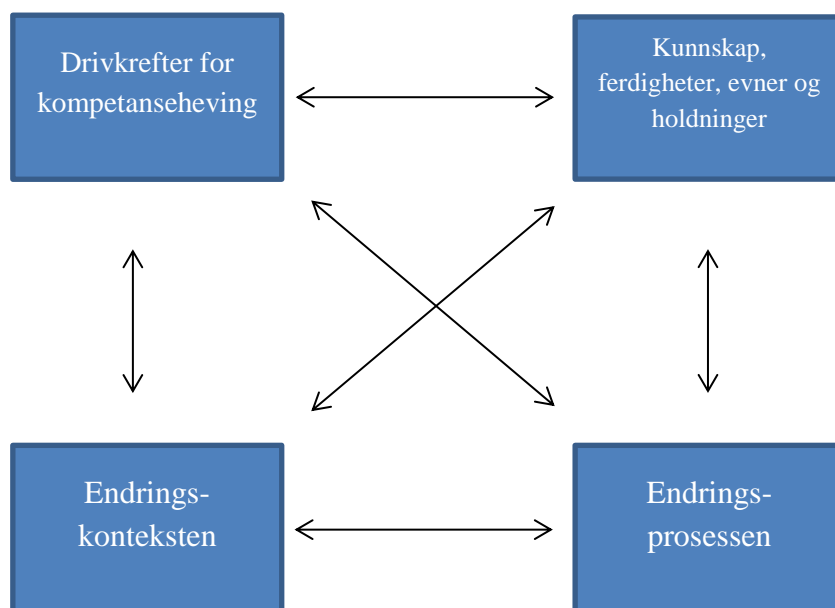 Drivkrefter for
kompetanseheving
Kunnskap,
ferdigheter, evner og
holdninger
Endrings-
konteksten
Endrings-
prosessen